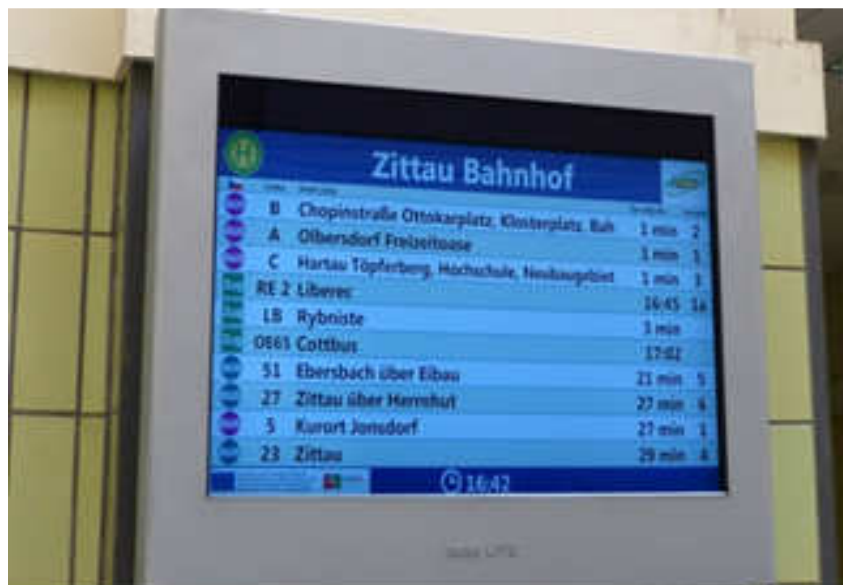 H
Zittau Bahnhof
B Chopinstraße Ottokarplatz, Klosterplatz, Bah 1 min 2
A Olbersdorf Freizeitoase 1 min 1
C Hartau Töpferberg, Hochschule, Neubaugebiet 1 min 3
RE 2 Liberec 16:45 1a
LB Rybniste 3 min
OE65 Cottbus 17:02
51 Ebersbach über Eibau 21 min 5
27 Zittau über Herrnhut 27 min 6
5 Kurort Jonsdorf 27 min 1
23 Zittau 29 min 4
16:42